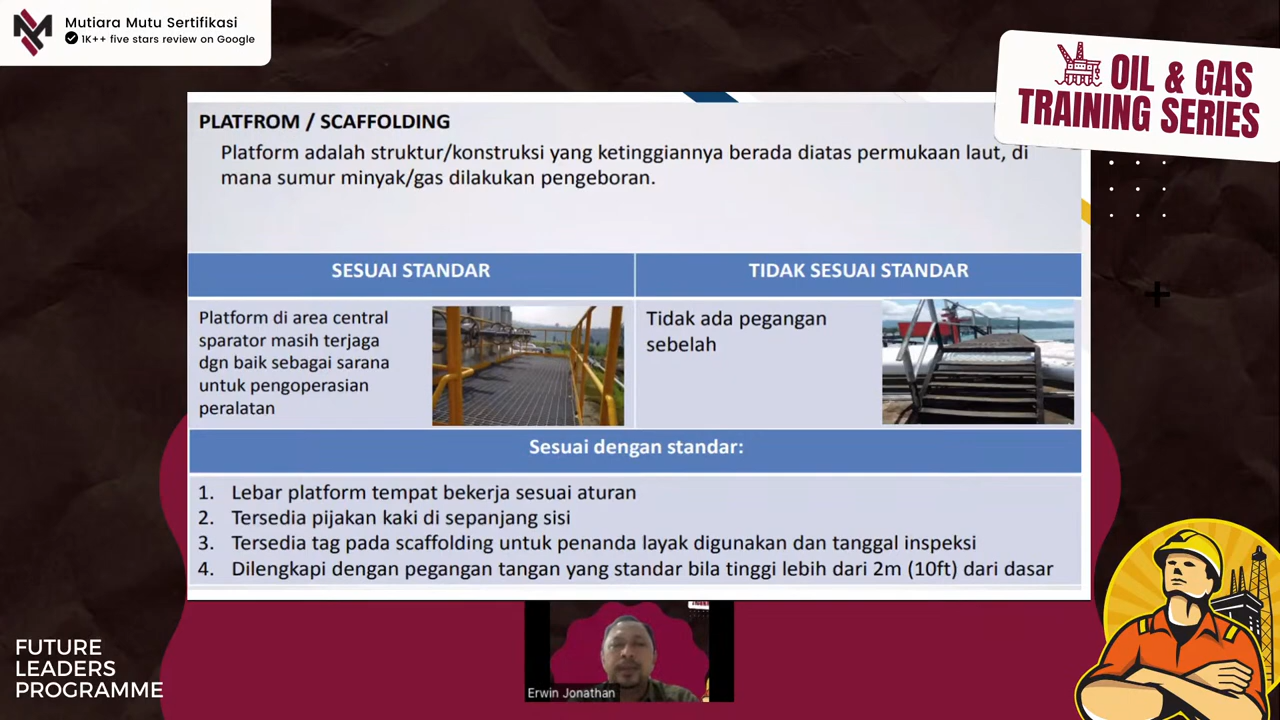 Mutiara Mutu Sertifikasi
1K++ five stars review on Google
OIL & GAS
TRAINING SERIES
PLATFROM / SCAFFOLDING
Platform adalah struktur/konstruksi yang ketinggiannya berada diatas permukaan laut, di
mana sumur minyak/gas dilakukan pengeboran.
SESUAI STANDAR
TIDAK SESUAI STANDAR
Platform di area central
sparator masih terjaga
dgn baik sebagai sarana
untuk pengoperasian
peralatan
Tidak ada pegangan
sebelah
Sesuai dengan standar:
1. Lebar platform tempat bekerja sesuai aturan
2. Tersedia pijakan kaki di sepanjang sisi
3. Tersedia tag pada scaffolding untuk penanda layak digunakan dan tanggal inspeksi
4. Dilengkapi dengan pegangan tangan yang standar bila tinggi lebih dari 2m (10ft) dari dasar
FUTURE
LEADERS
PROGRAMME
Erwin Jonathan